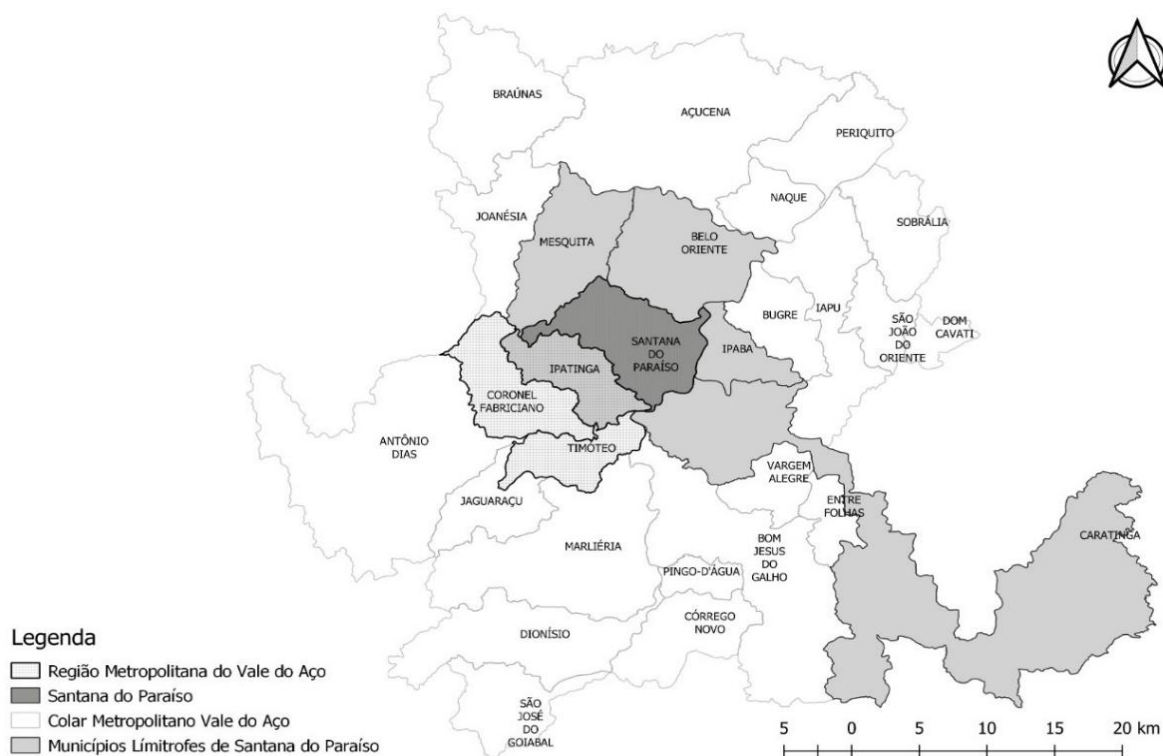 BRAÚNAS
AÇUCENA
PERIQUITO
NAQUE
JOANÉSIA
SOBRÁLIA
MESQUITA
BELO
ORIENTE
BUGRE
IAPU
SÃO
JOÃO
DO
ORIENTE
DOM
CAVATI
SANTANA
DO
PARAÍSO
IPABA
IPATINGA
CORONEL
FABRICIANO
ANTÔNIO
DIAS
TIMÓTEO
VARGEM
ALEGRE
JAGUARAÇU
ENTRE
FOLHAS
CARATINGA
MARLIÉRIA
BOM
JESUS
DO
GALHO
PINGO-D'ÁGUA
CÓRREGO
NOVO
DIONÍSIO
SÃO
JOSÉ
DO
GOIABAL
Legenda
Região Metropolitana do Vale do Aço
Santana do Paraíso
Colar Metropolitano Vale do Aço
Municípios Límitrofes de Santana do Paraíso
5 0 5 10 15 20 km